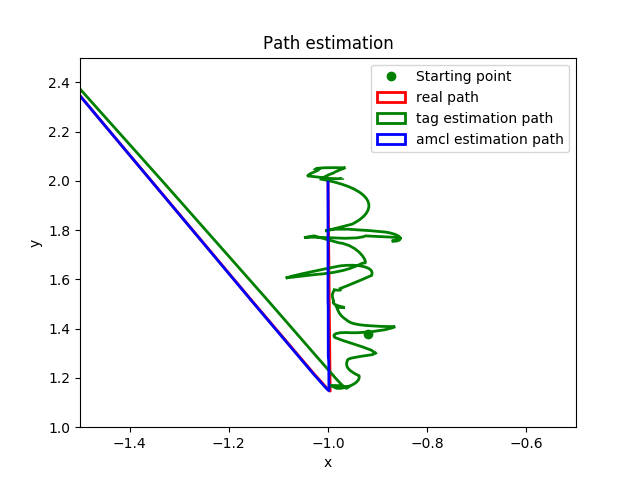 Path estimation
Starting point
real path
tag estimation path
amcl estimation path
y
2.4
2.2
2.0
1.8
1.6
1.4
1.2
1.0
−1.4
−1.2
−1.0
−0.8
−0.6
x